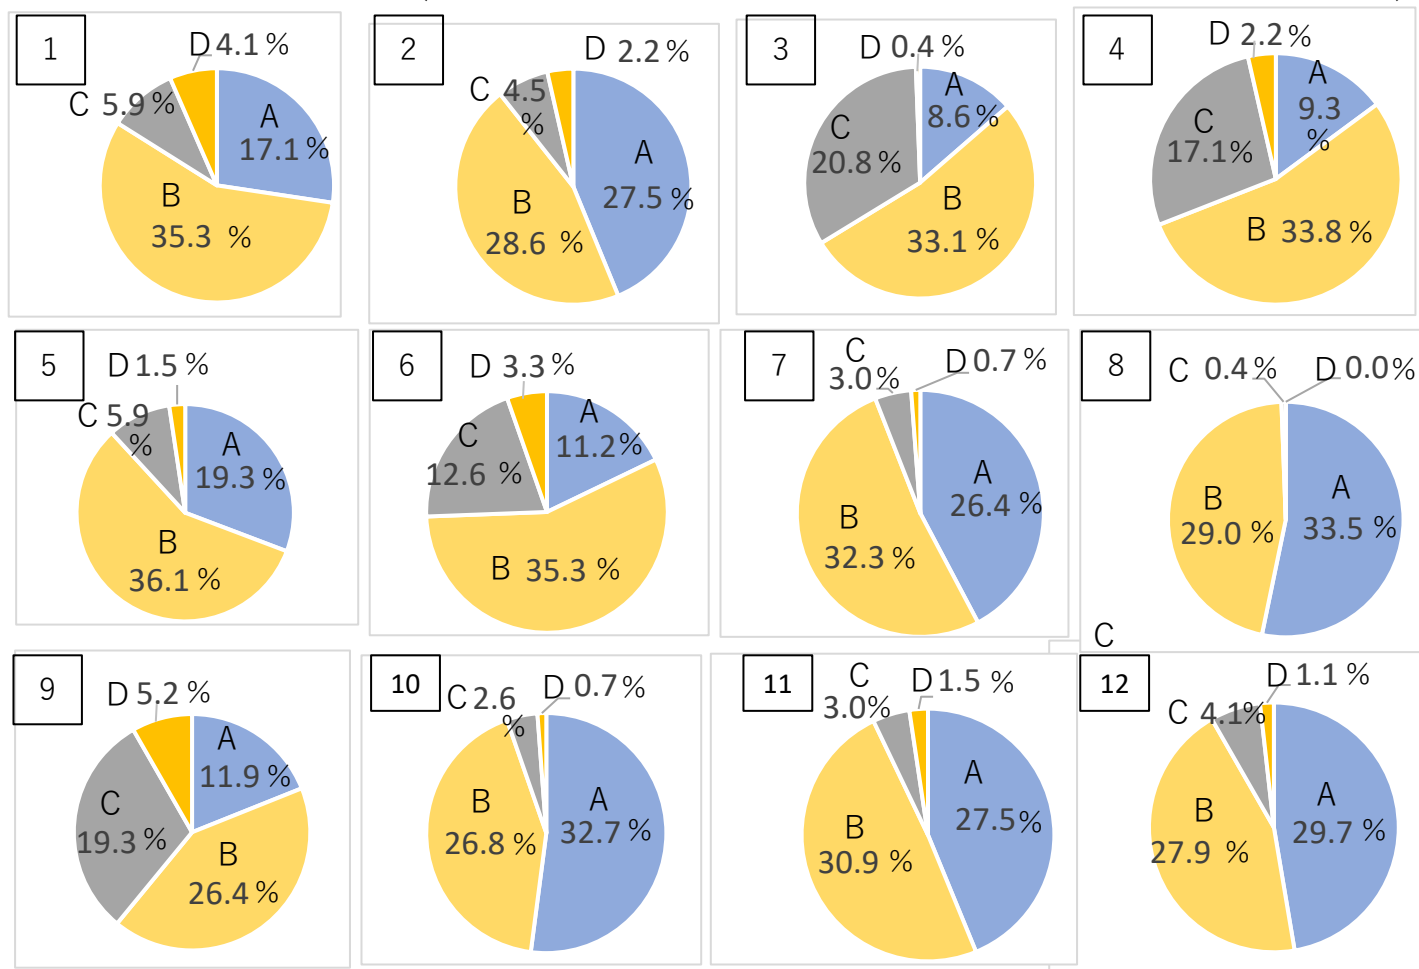 1
D 4.1 %
C 5.9 %
A
17.1 %
B
35.3 %
2
D 2.2 %
C 4.5
%
A
27.5 %
B
28.6 %
3
D 0.4 %
A
8.6 %
C
20.8 %
B
33.1 %
4
D 2.2 %
A
9.3
%
C
17.1%
B 33.8 %
5
D 1.5 %
C 5.9
%
A
19.3 %
B
36.1 %
6
D 3.3 %
A
11.2%
C
12.6 %
B 35.3 %
7
C
3.0%
D 0.7 %
A
26.4 %
B
32.3 %
8
C 0.4 %
D 0.0%
A
33.5 %
B
29.0 %
C
9
D 5.2 %
A
11.9 %
C
19.3 %
B
26.4 %
10
C 2.6
%
D 0.7 %
A
32.7 %
B
26.8 %
11
C
3.0%
D 1.5 %
A
27.5%
B
30.9 %
12
D 1.1 %
C 4.1%
A
29.7 %
B
27.9 %